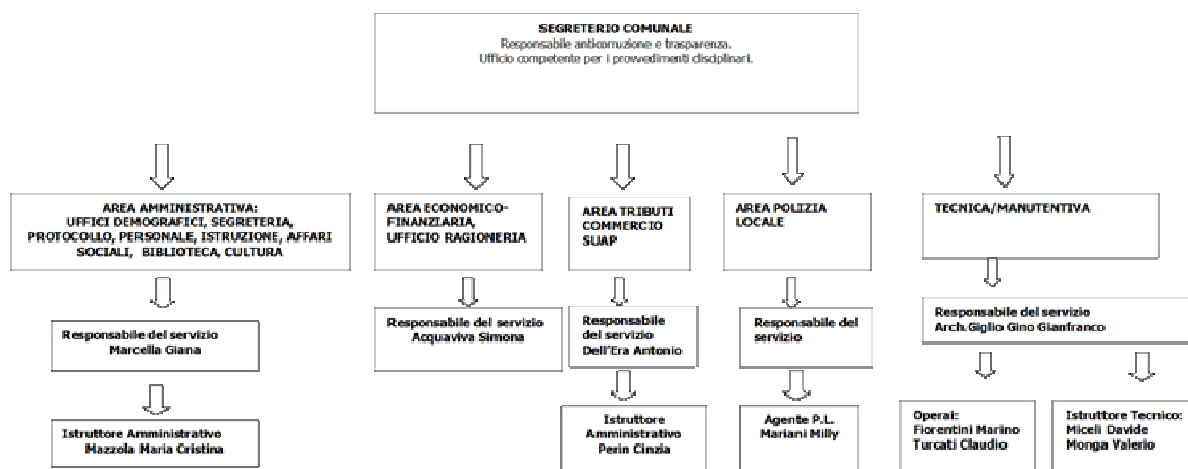 SEGRETERIO COMUNALE
Responsabile anticorruzione e trasparenza.
Ufficio competente per i provvedimenti disciplinari.
AREA AMMINISTRATIVA:
UFFICI DEMOGRAFICI, SEGRETERIA,
PROTOCOLLO, PERSONALE, ISTRUZIONE, AFFARI
SOCIALI, BIBLIOTECA, CULTURA
AREA ECONOMICO-
FINANZIARIA,
UFFICIO RAGIONERIA
AREA TRIBUTI
COMMERCIO
SUAP
AREA POLIZIA
LOCALE
TECNICA/MANUTENTIVA
Responsabile del servizio
Marcella Giana
Responsabile del servizio
Acquaviva Simona
Responsabile
del servizio
Dell'Era Antonio
Responsabile del
servizio
Responsabile del servizio
Arch.Giglio Gino Gianfranco
Istruttore Amministrativo
Mazzola Maria Cristina
Istruttore
Amministrativo
Perin Cinzia
Agente P.L.
Mariani Milly
Operai:
Fiorentini Marino
Turcati Claudio
Istruttore Tecnico:
Miceli Davide
Monga Valerio